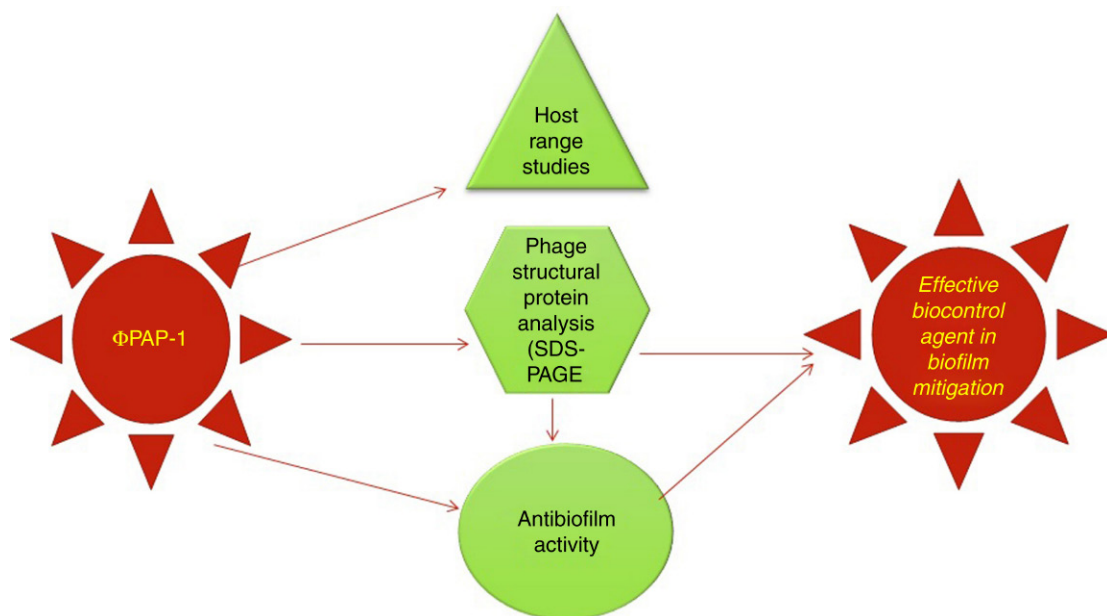 Host
range
studies
ΦPAP-1
Phage
structural
protein
analysis
(SDS-
PAGE
Effective
biocontrol
agent in
biofilm
mitigation
Antibiofilm
activity